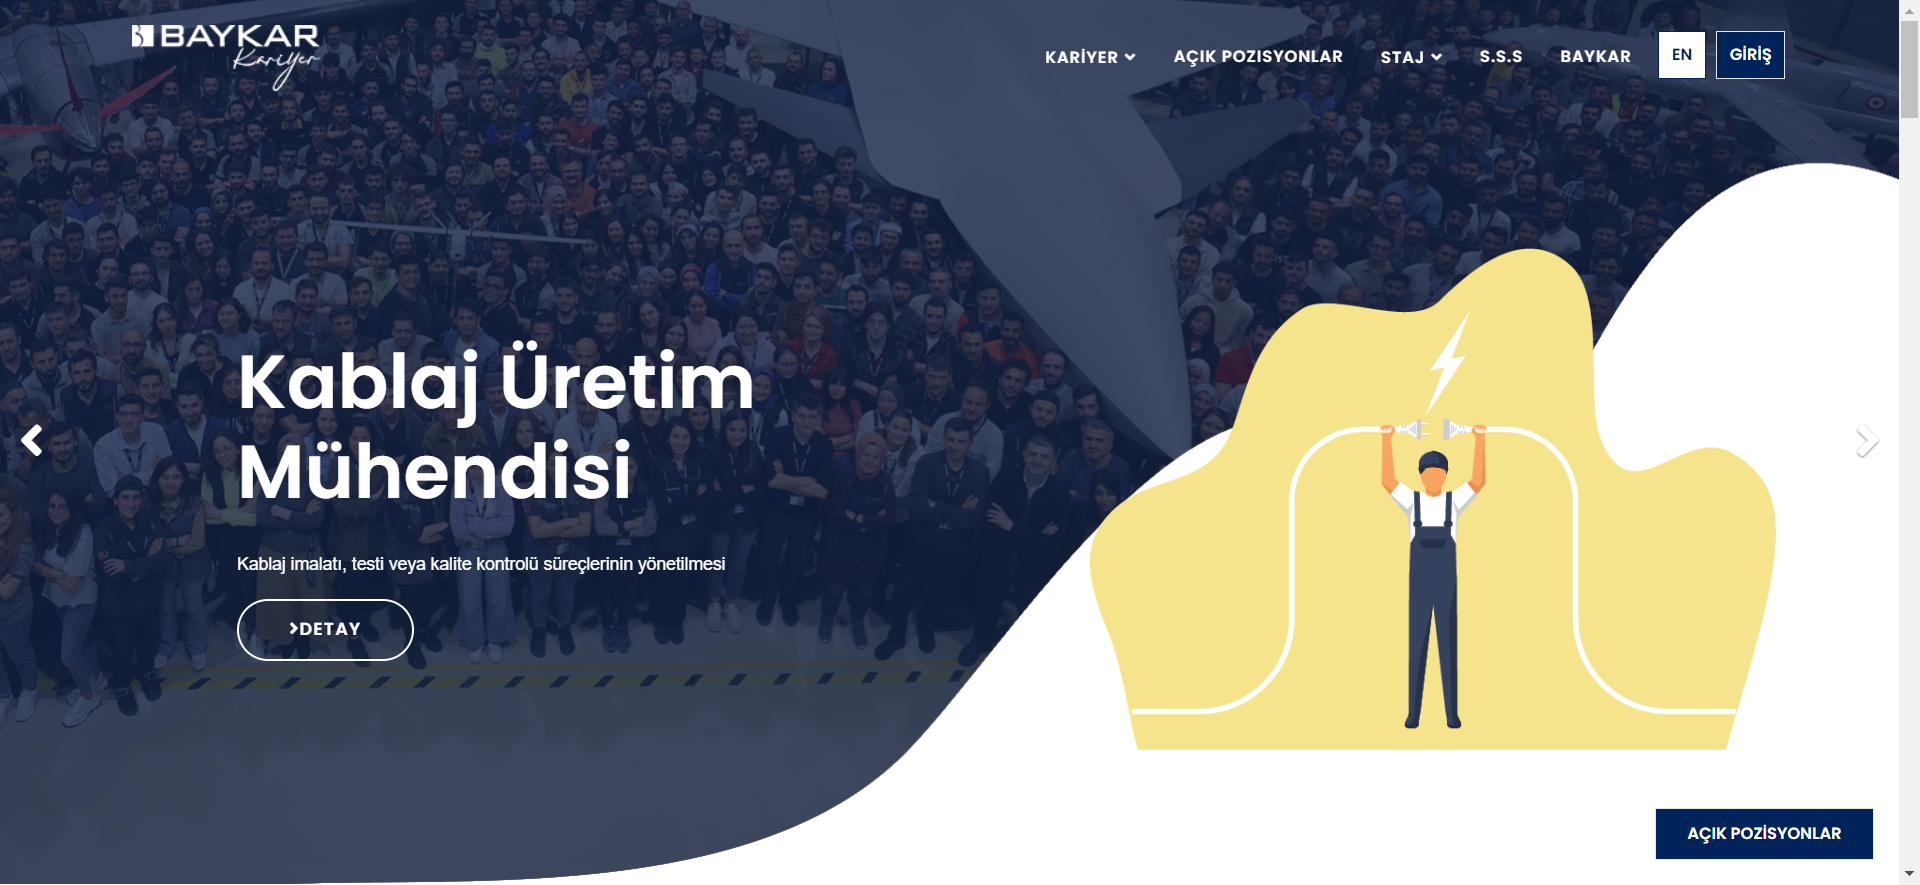 BAYKAR
Kariyer
KARİYER
AÇIK POZISYONLAR
STAJ
S.S.S
BAYKAR
EN
GİRİŞ
Kablaj Üretim
Mühendisi
Kablaj imalatı, testi veya kalite kontrolü süreçlerinin yönetilmesi
DETAY
AÇIK POZİSYONLAR